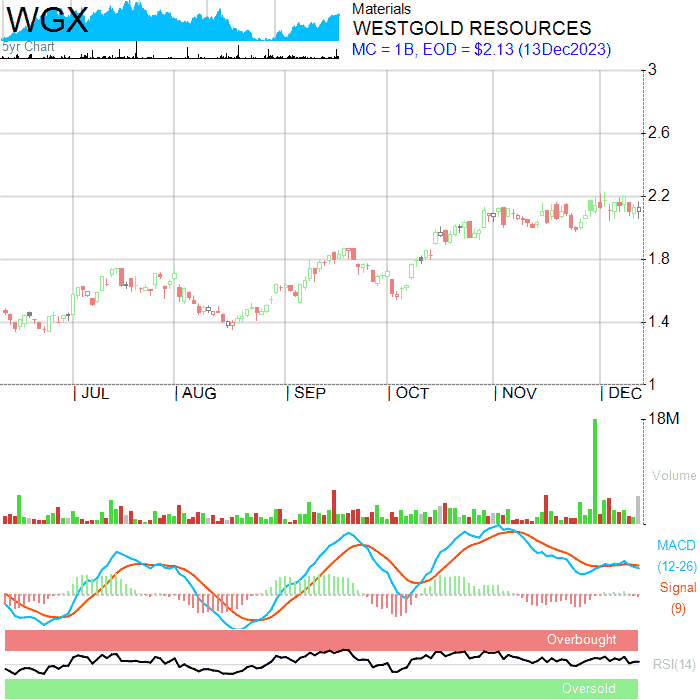 WGX
5yr Chart
Materials
WESTGOLD RESOURCES
MC = 1B, EOD = $2.13 (13Dec2023)
3
2.6
2.2
1.8
1.4
1
| JUL | AUG | SEP | OCT | NOV | DEC
18M
Volume
MACD
(12-26)
Signal
(9)
Overbought
RSI(14)
Oversold